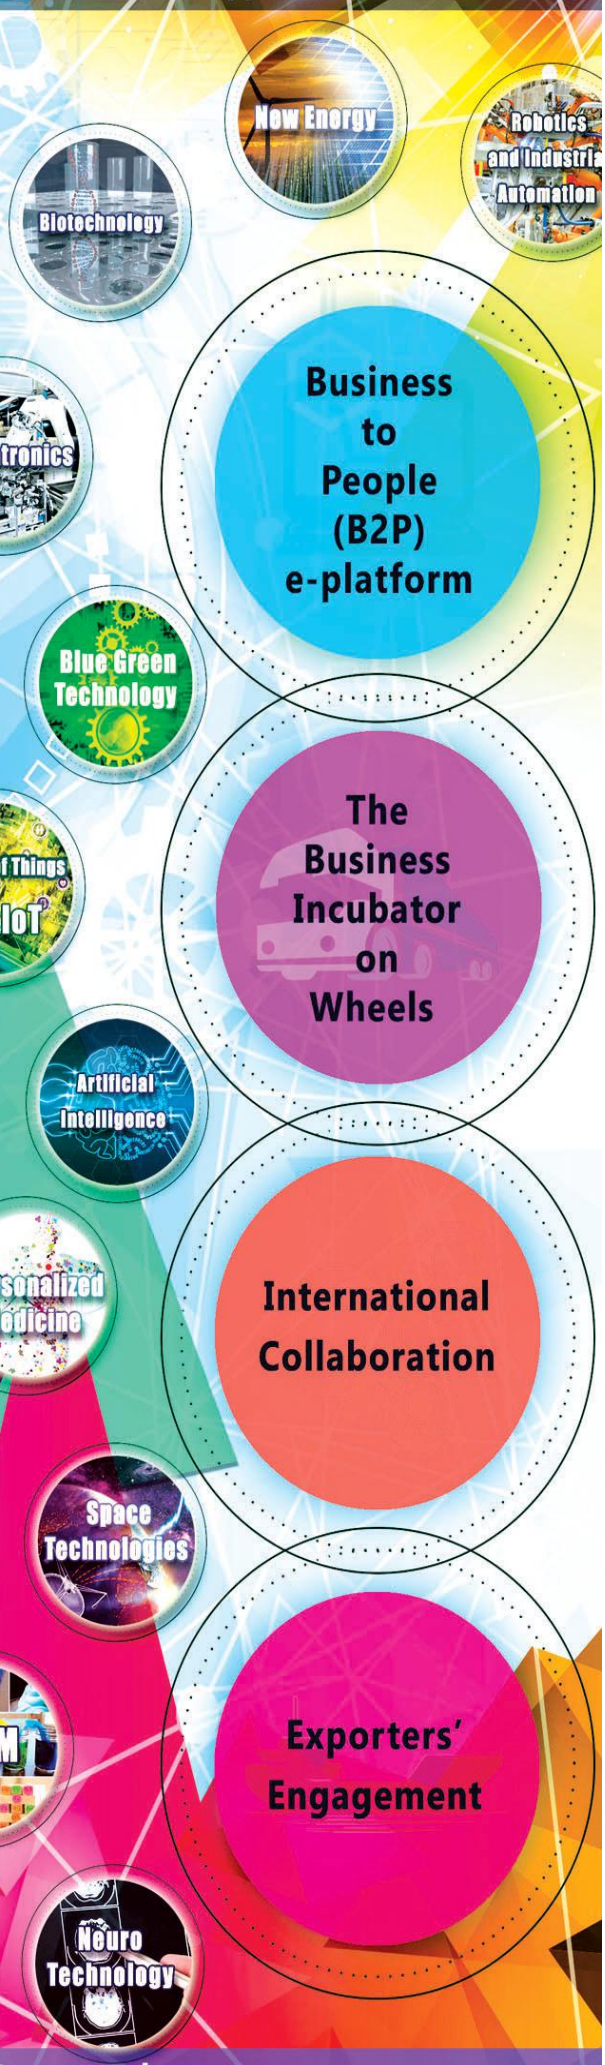 New Energy
Robotics
and Industria
Automation
Biotechnology
Business
to
People
(B2P)
e-platform
tronics
Blue Green
Technology
The
Business
Incubator
on
Wheels
f Things
IoT
Artificial
Intelligence
International
Collaboration
sonalized
edicine
Space
Technologies
Exporters’
Engagement
M
Neuro
Technology